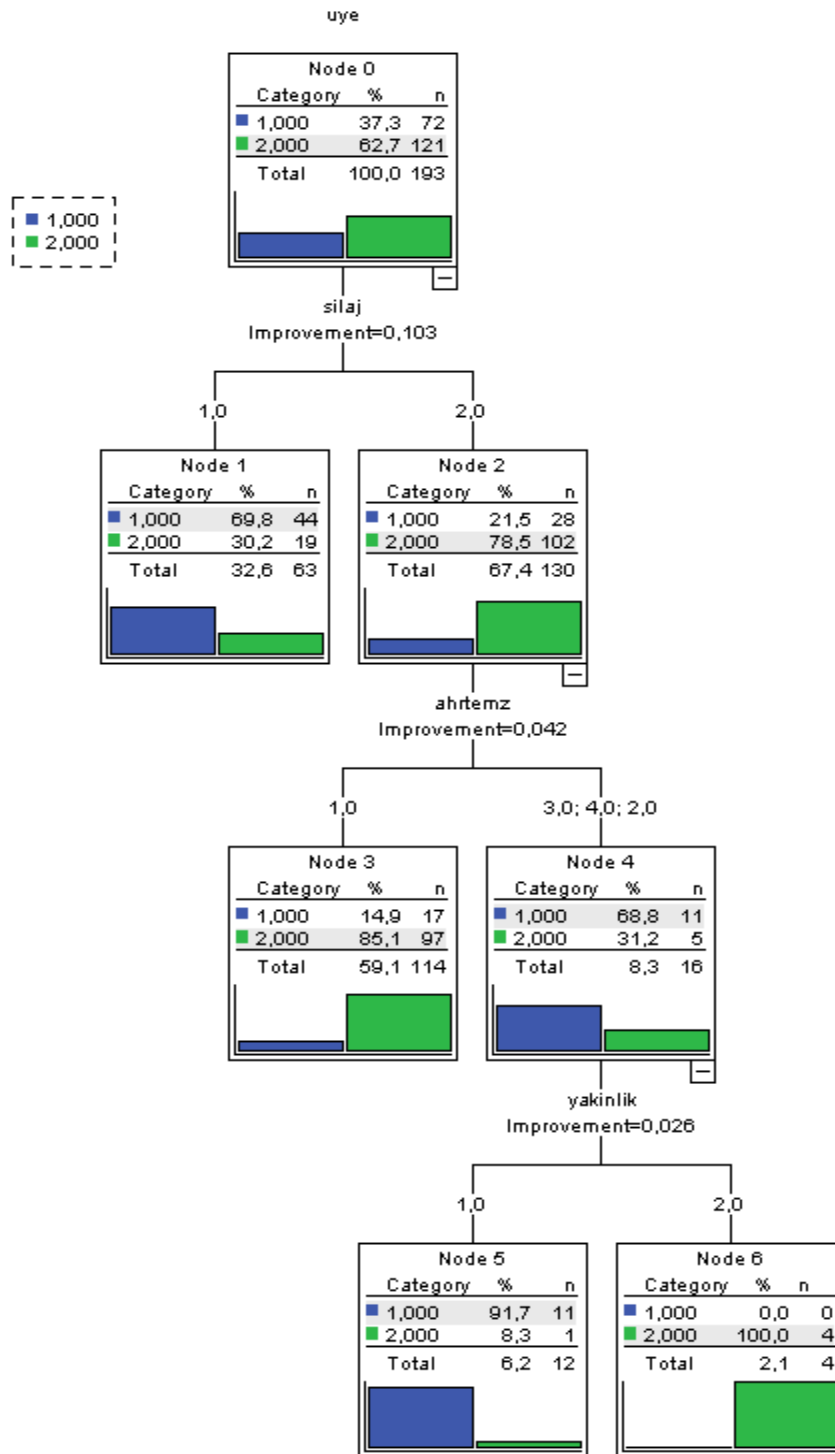 uye
Node 0
Category % n
1,000 37,3 72
2,000 62,7 121
Total 100,0 193
1,000
2,000
silaj
Improvement=0,103
1,0 2,0
Node 1
Category % n
1,000 69,8 44
2,000 30,2 19
Total 32,6 63
Node 2
Category % n
1,000 21,5 28
2,000 78,5 102
Total 67,4 130
ahrtemz
Improvement=0,042
1,0 3,0; 4,0; 2,0
Node 3
Category % n
1,000 14,9 17
2,000 85,1 97
Total 59,1 114
Node 4
Category % n
1,000 68,8 11
2,000 31,2 5
Total 8,3 16
yakinlik
Improvement=0,026
1,0 2,0
Node 5
Category % n
1,000 91,7 11
2,000 8,3 1
Total 6,2 12
Node 6
Category % n
1,000 0,0 0
2,000 100,0 4
Total 2,1 4